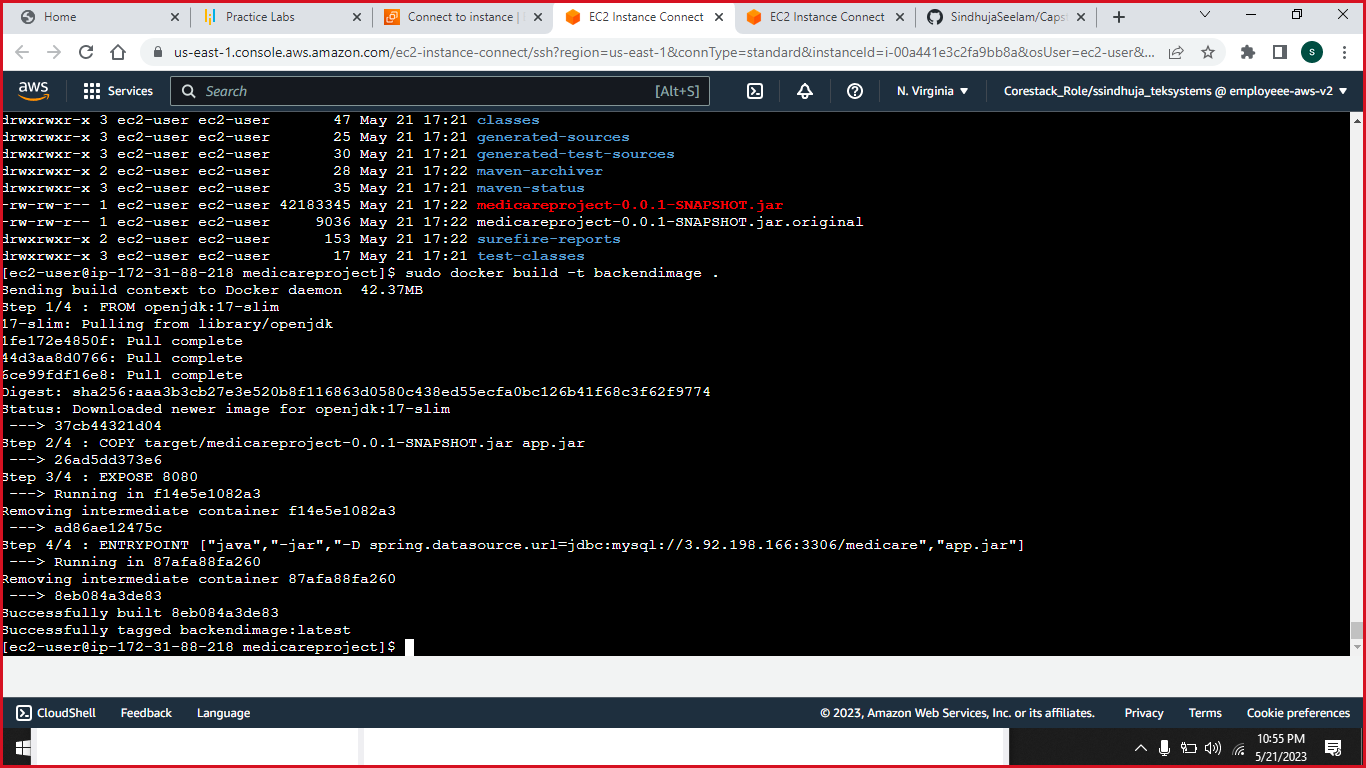 Home
Practice Labs
Connect to instance |
EC2 Instance Connect
EC2 Instance Connect
SindhujaSeelam/Capst
us-east-1.console.aws.amazon.com/ec2-instance-connect/ssh?region=us-east-1&connType=standard&instanceId=i-00a441e3c2fa9bb8a&osUser=ec2-user&...
S
aws
Services
Search
[Alt+S]
N. Virginia
Corestack_Role/ssindhuja_teksystems @ employeee-aws-v2
drwxrwxr-x 3 ec2-user ec2-user       47 May 21 17:21 classes
drwxrwxr-x 3 ec2-user ec2-user       25 May 21 17:21 generated-sources
drwxrwxr-x 3 ec2-user ec2-user       30 May 21 17:21 generated-test-sources
drwxrwxr-x 2 ec2-user ec2-user       28 May 21 17:22 maven-archiver
drwxrwxr-x 3 ec2-user ec2-user       35 May 21 17:21 maven-status
-rw-rw-r-- 1 ec2-user ec2-user 42183345 May 21 17:22 medicareproject-0.0.1-SNAPSHOT.jar
-rw-rw-r-- 1 ec2-user ec2-user     9036 May 21 17:22 medicareproject-0.0.1-SNAPSHOT.jar.original
drwxrwxr-x 2 ec2-user ec2-user      153 May 21 17:22 surefire-reports
drwxrwxr-x 3 ec2-user ec2-user       17 May 21 17:21 test-classes
[ec2-user@ip-172-31-88-218 medicareproject]$ sudo docker build -t backendimage .
Sending build context to Docker daemon  42.37MB
Step 1/4 : FROM openjdk:17-slim
17-slim: Pulling from library/openjdk
1fe172e4850f: Pull complete
44d3aa8d0766: Pull complete
6ce99fdf16e8: Pull complete
Digest: sha256:aaa3b3cb27e3e520b8f116863d0580c438ed55ecfa0bc126b41f68c3f62f9774
Status: Downloaded newer image for openjdk:17-slim
 ---> 37cb44321d04
Step 2/4 : COPY target/medicareproject-0.0.1-SNAPSHOT.jar app.jar
 ---> 26ad5dd373e6
Step 3/4 : EXPOSE 8080
 ---> Running in f14e5e1082a3
Removing intermediate container f14e5e1082a3
 ---> ad86ae12475c
Step 4/4 : ENTRYPOINT ["java","-jar","-D spring.datasource.url=jdbc:mysql://3.92.198.166:3306/medicare","app.jar"]
 ---> Running in 87afa88fa260
Removing intermediate container 87afa88fa260
 ---> 8eb084a3de83
Successfully built 8eb084a3de83
Successfully tagged backendimage:latest
[ec2-user@ip-172-31-88-218 medicareproject]$
CloudShell
Feedback
Language
© 2023, Amazon Web Services, Inc. or its affiliates.
Privacy
Terms
Cookie preferences
10:55 PM
5/21/2023